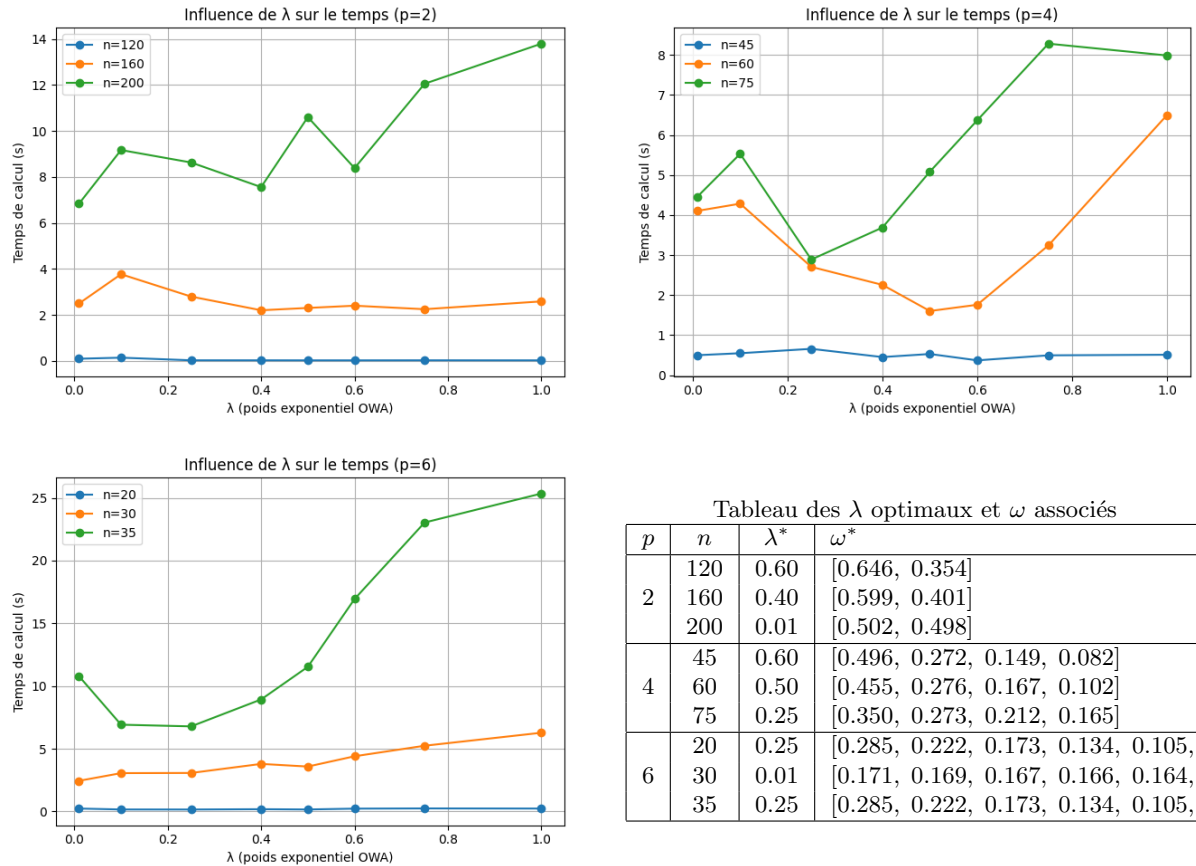 Influence de λ sur le temps (p=2)
Temps de calcul (s)
14
12
10
8
6
4
2
0
n=120
n=160
n=200
0.0 0.2 0.4 0.6 0.8 1.0
λ (poids exponentiel OWA)
Influence de λ sur le temps (p=4)
Temps de calcul (s)
8
7
6
5
4
3
2
1
0
n=45
n=60
n=75
0.0 0.2 0.4 0.6 0.8 1.0
λ (poids exponentiel OWA)
Influence de λ sur le temps (p=6)
Temps de calcul (s)
25
20
15
10
5
0
n=20
n=30
n=35
0.0 0.2 0.4 0.6 0.8 1.0
λ (poids exponentiel OWA)
Tableau des λ optimaux et ω associés
p n λ* ω*
2 120 0.60 [0.646, 0.354]
160 0.40 [0.599, 0.401]
200 0.01 [0.502, 0.498]
4 45 0.60 [0.496, 0.272, 0.149, 0.082]
60 0.50 [0.455, 0.276, 0.167, 0.102]
75 0.25 [0.350, 0.273, 0.212, 0.165]
6 20 0.25 [0.285, 0.222, 0.173, 0.134, 0.105,
30 0.01 [0.171, 0.169, 0.167, 0.166, 0.164,
35 0.25 [0.285, 0.222, 0.173, 0.134, 0.105,